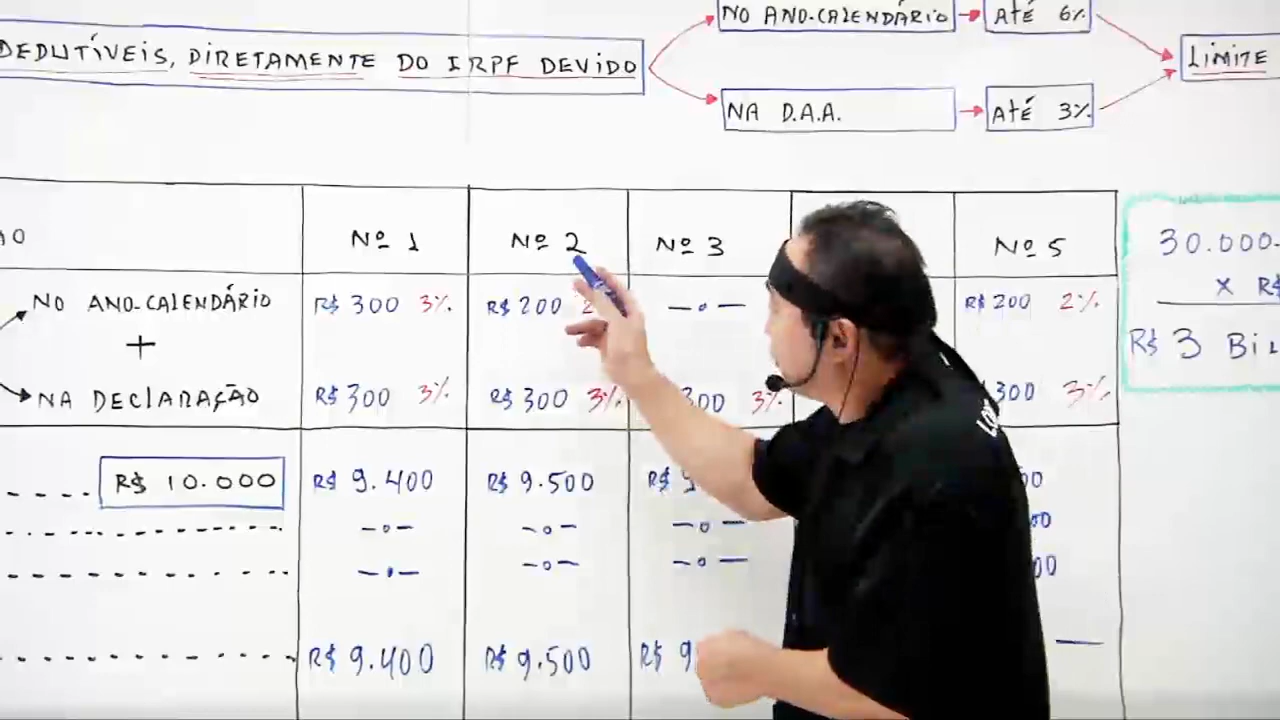 NO ANO-CALENDÁRIO → ATÉ 6%
DEDUTÍVEIS, DIRETAMENTE DO IRPF DEVIDO
LIMITE
NA D.A.A. → ATÉ 3%
Nº 1 Nº 2 Nº 3 Nº 5
30.000
X R$
R$ 3 BIL
NO ANO-CALENDÁRIO R$ 300 3% R$ 200 2 —o— R$ 200 2%
+
NA DECLARAÇÃO R$ 300 3% R$ 300 3% 300 3% 300 3%
R$ 10.000 R$ 9.400 R$ 9.500 R$
—o— —o— —o—
—o— —o— —o—
R$ 9.400 R$ 9.500 R$ 9